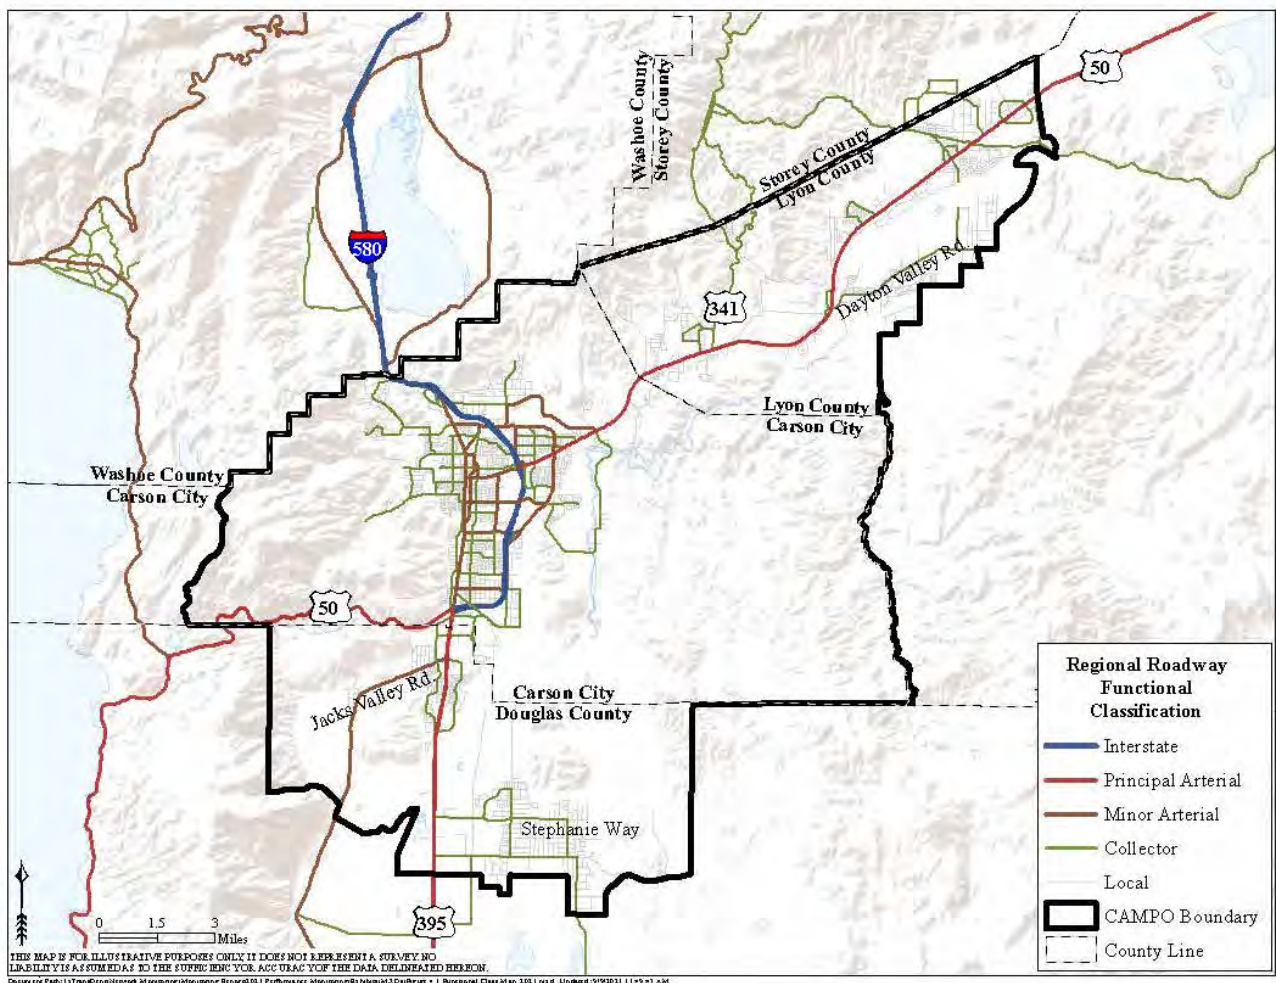 50
Washoe County
Storey County
Storey County
Lyon County
580
341
Dayton Valley Rd.
Lyon County
Carson City
Washoe County
Carson City
50
Jacks Valley Rd.
Carson City
Douglas County
Stephanie Way
395
Regional Roadway
Functional
Classification
Interstate
Principal Arterial
Minor Arterial
Collector
Local
CAMPO Boundary
County Line
0 1.5 3
Miles
THIS MAP IS FOR ILLUSTRATIVE PURPOSES ONLY, IT DOES NOT REPRESENT A SURVEY. NO
LIABILITY IS ASSUMED AS TO THE SUFFICIENCY OR ACCURACY OF THE DATA DELINEATED HEREON.